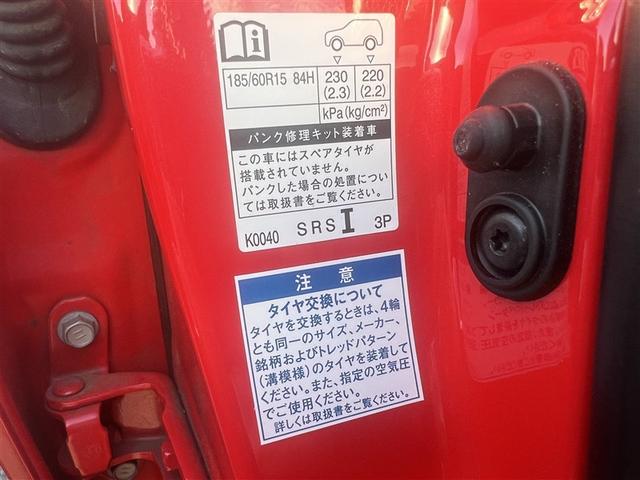 185/60R15 84H 230 220
(2.3) (2.2)
kPa(kg/cm²)
パンク修理キット装着車
この車にはスペアタイヤが
搭載されていません。
パンクした場合の処置につい
ては取扱書をご覧ください。
K0040 SRS I 3P
注意
タイヤ交換について
タイヤを交換するときは、4輪
とも同一のサイズ、メーカー、
銘柄およびトレッドパターン
(溝模様)のタイヤを装着して
ください。また、指定の空気圧
でご使用ください。
詳しくは取扱書をご覧ください。